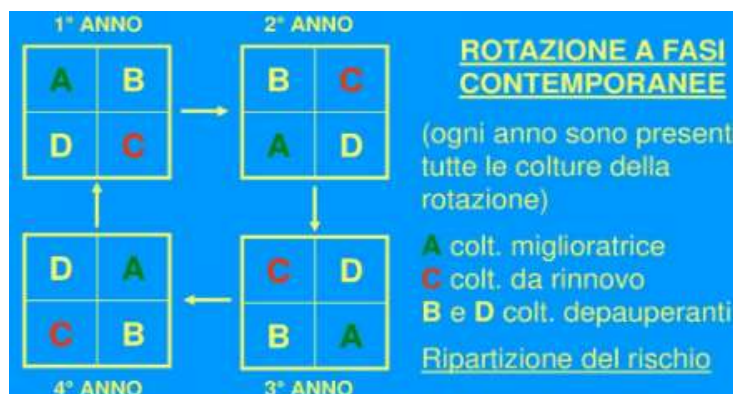 1° ANNO
2° ANNO
A B
D C
B C
A D
D A
C B
C D
B A
4° ANNO
3° ANNO
ROTAZIONE A FASI
CONTEMPORANEE
(ogni anno sono present
tutte le colture della
rotazione)
A colt. miglioratrice
C colt. da rinnovo
B e D colt. depauperanti
Ripartizione del rischio